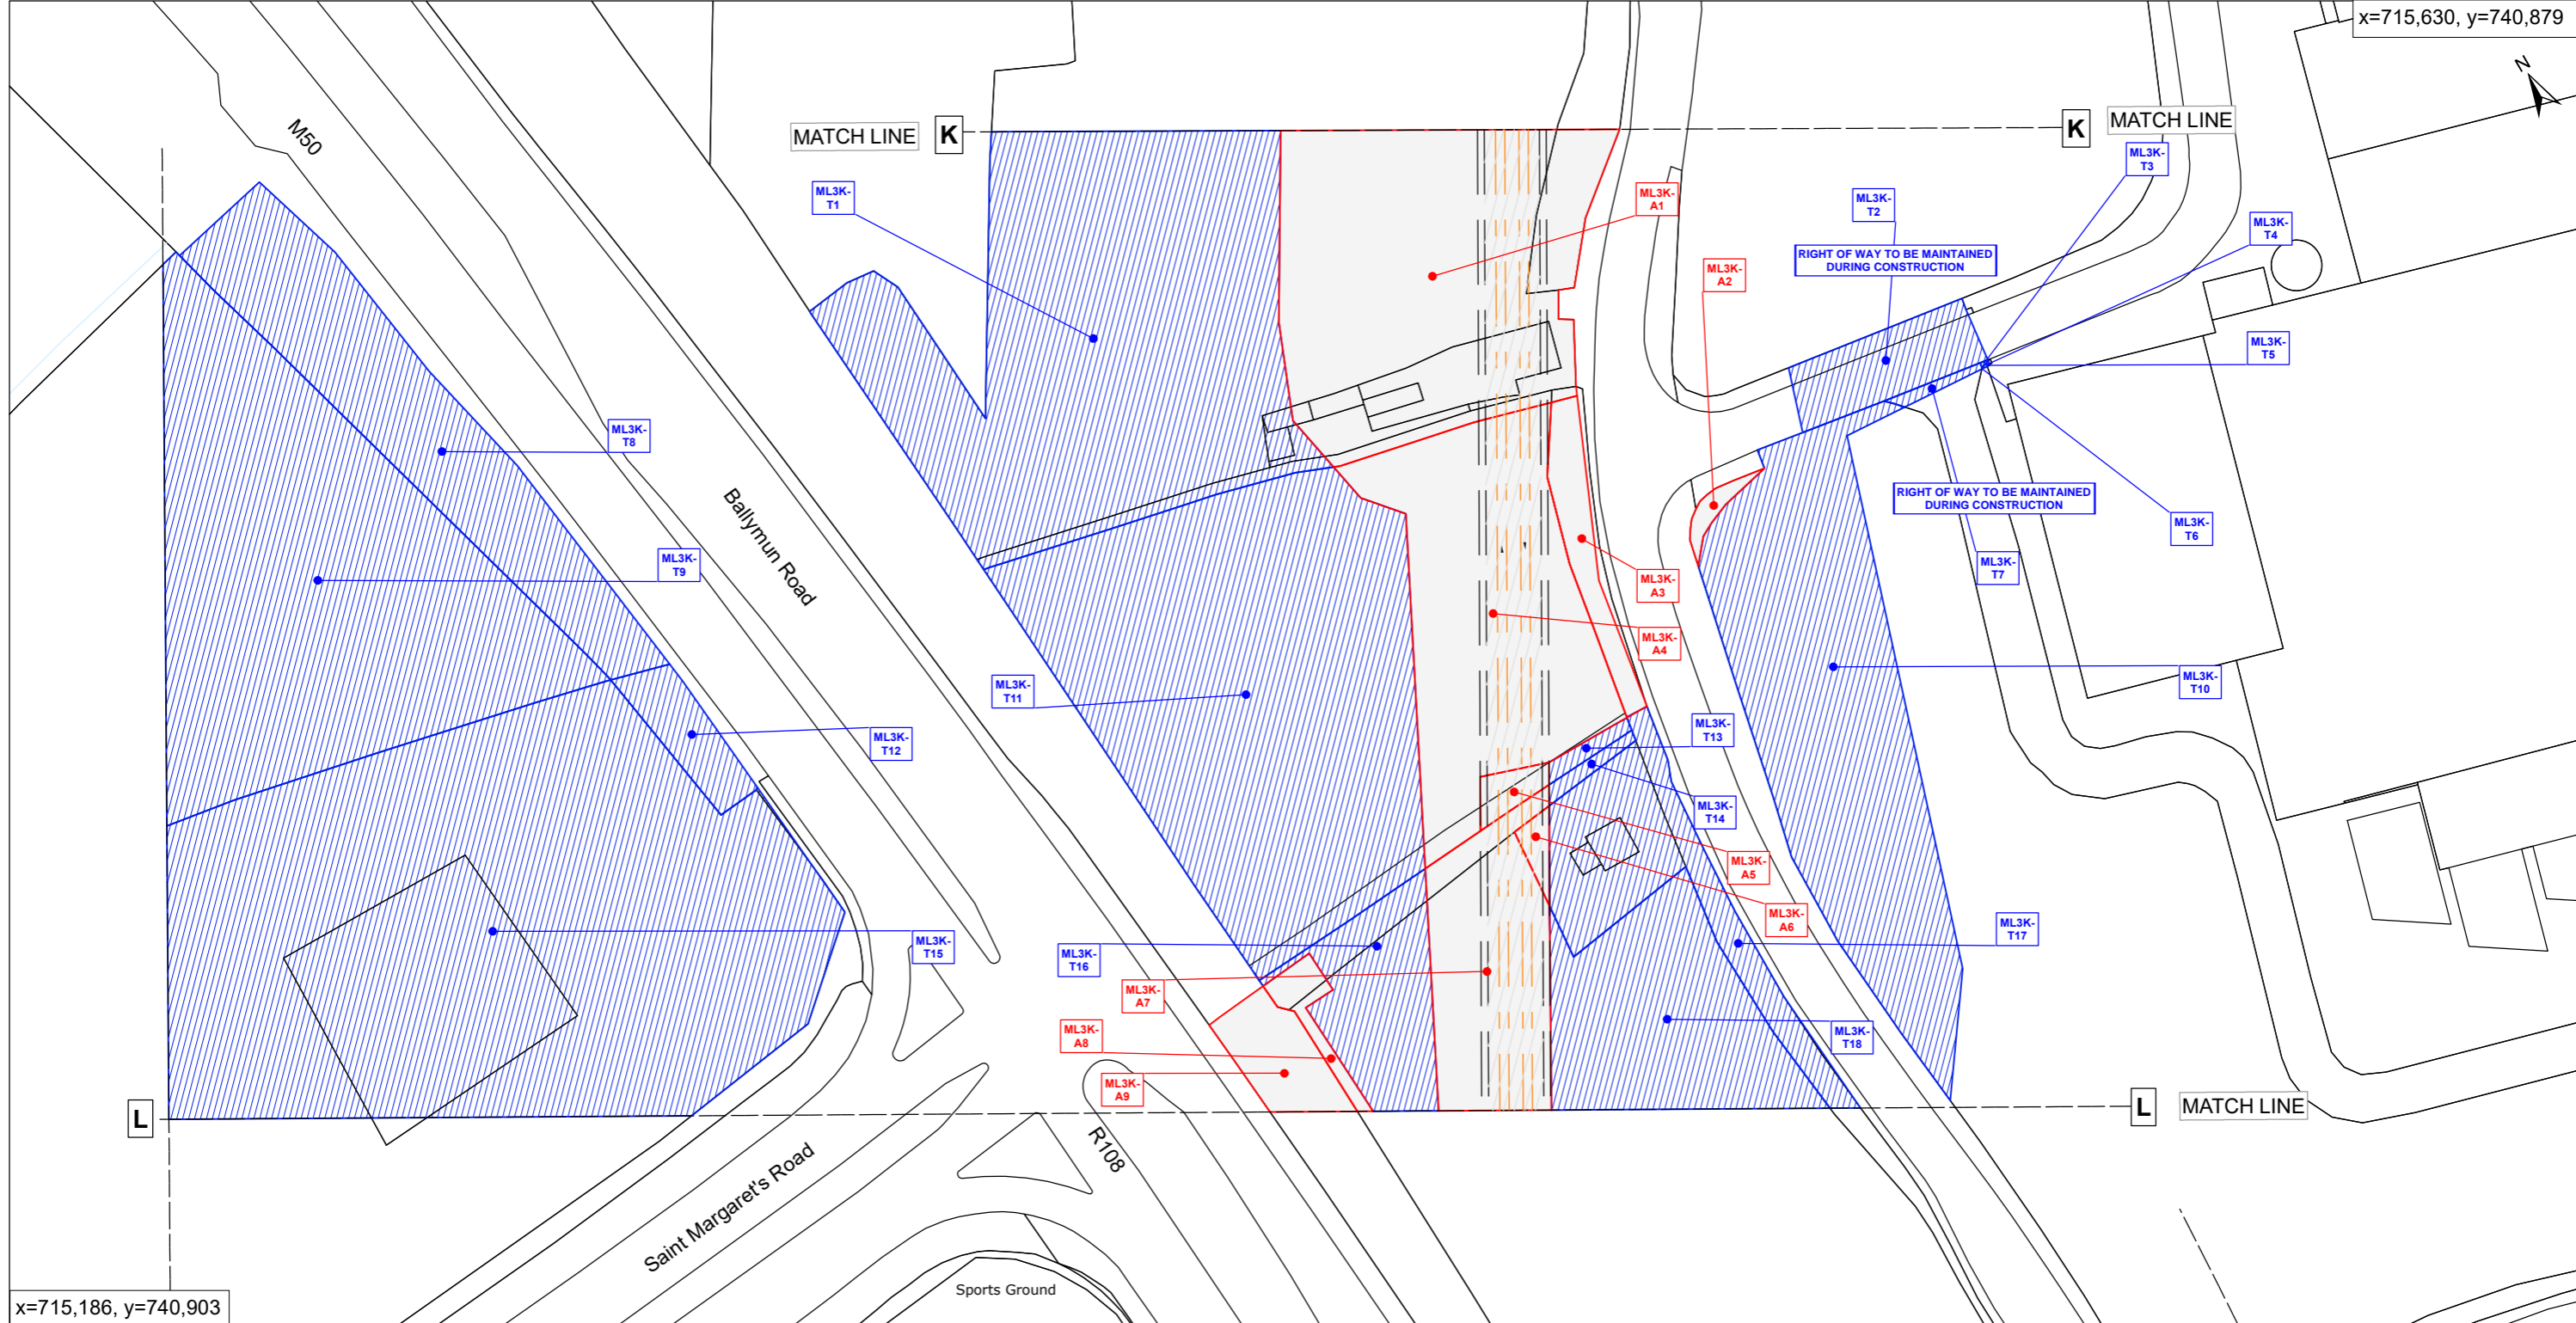 x=715,630, y=740,879
N
M50
MATCH LINE
K
K
MATCH LINE
ML3K-
T3
ML3K-
T1
ML3K-
A1
ML3K-
T2
ML3K-
T4
RIGHT OF WAY TO BE MAINTAINED
DURING CONSTRUCTION
ML3K-
A2
ML3K-
T5
ML3K-
T8
RIGHT OF WAY TO BE MAINTAINED
DURING CONSTRUCTION
ML3K-
T6
Ballymun Road
ML3K-
T9
ML3K-
T7
ML3K-
A3
ML3K-
A4
ML3K-
T10
ML3K-
T11
ML3K-
T12
ML3K-
T13
ML3K-
T14
ML3K-
A5
ML3K-
A6
ML3K-
T17
ML3K-
T15
ML3K-
T16
ML3K-
A7
ML3K-
A8
ML3K-
T18
ML3K-
A9
L
L
MATCH LINE
R108
Saint Margaret's Road
Sports Ground
x=715,186, y=740,903